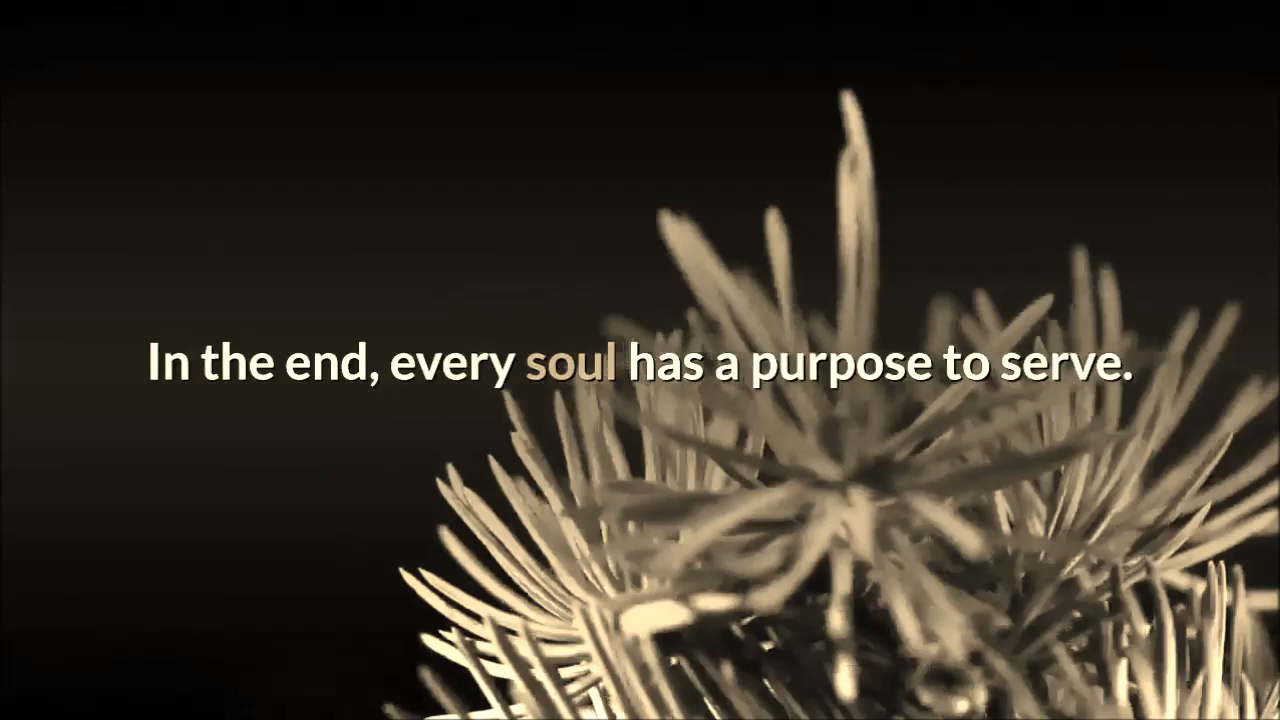 In the end, every soul has a purpose to serve.